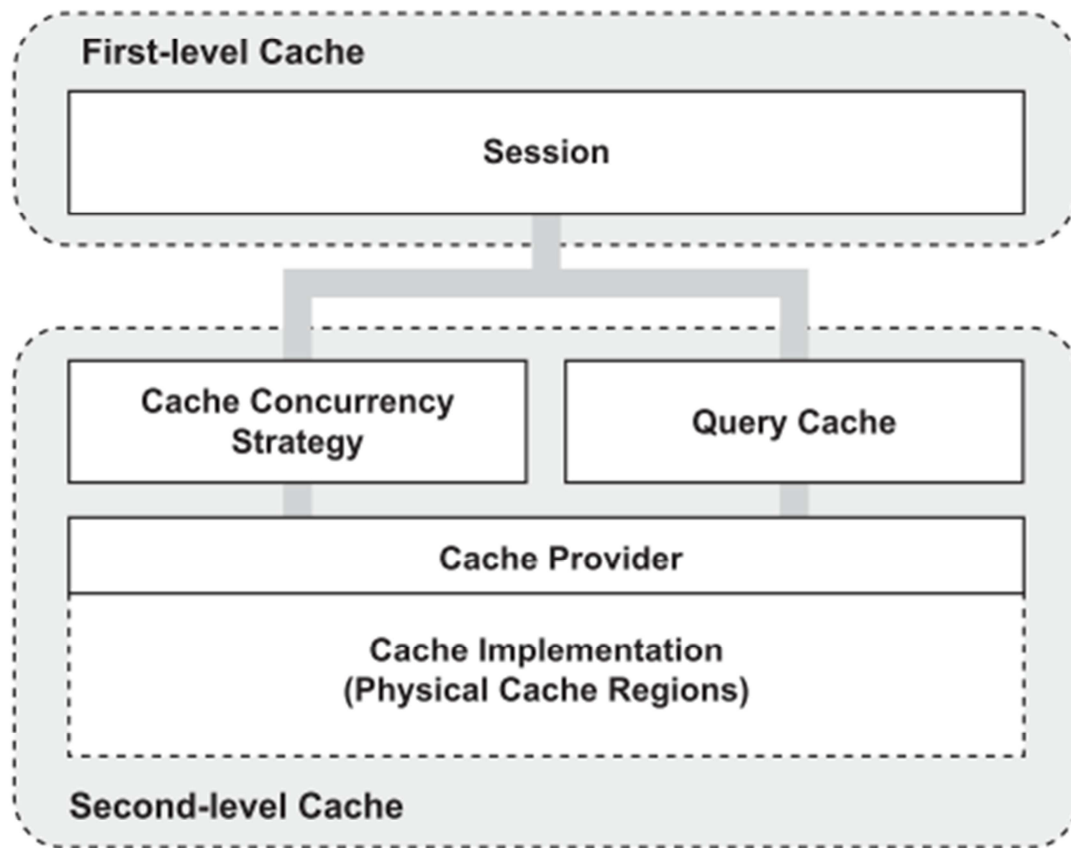 First-level Cache
Session
Cache Concurrency
Strategy
Query Cache
Cache Provider
Cache Implementation
(Physical Cache Regions)
Second-level Cache